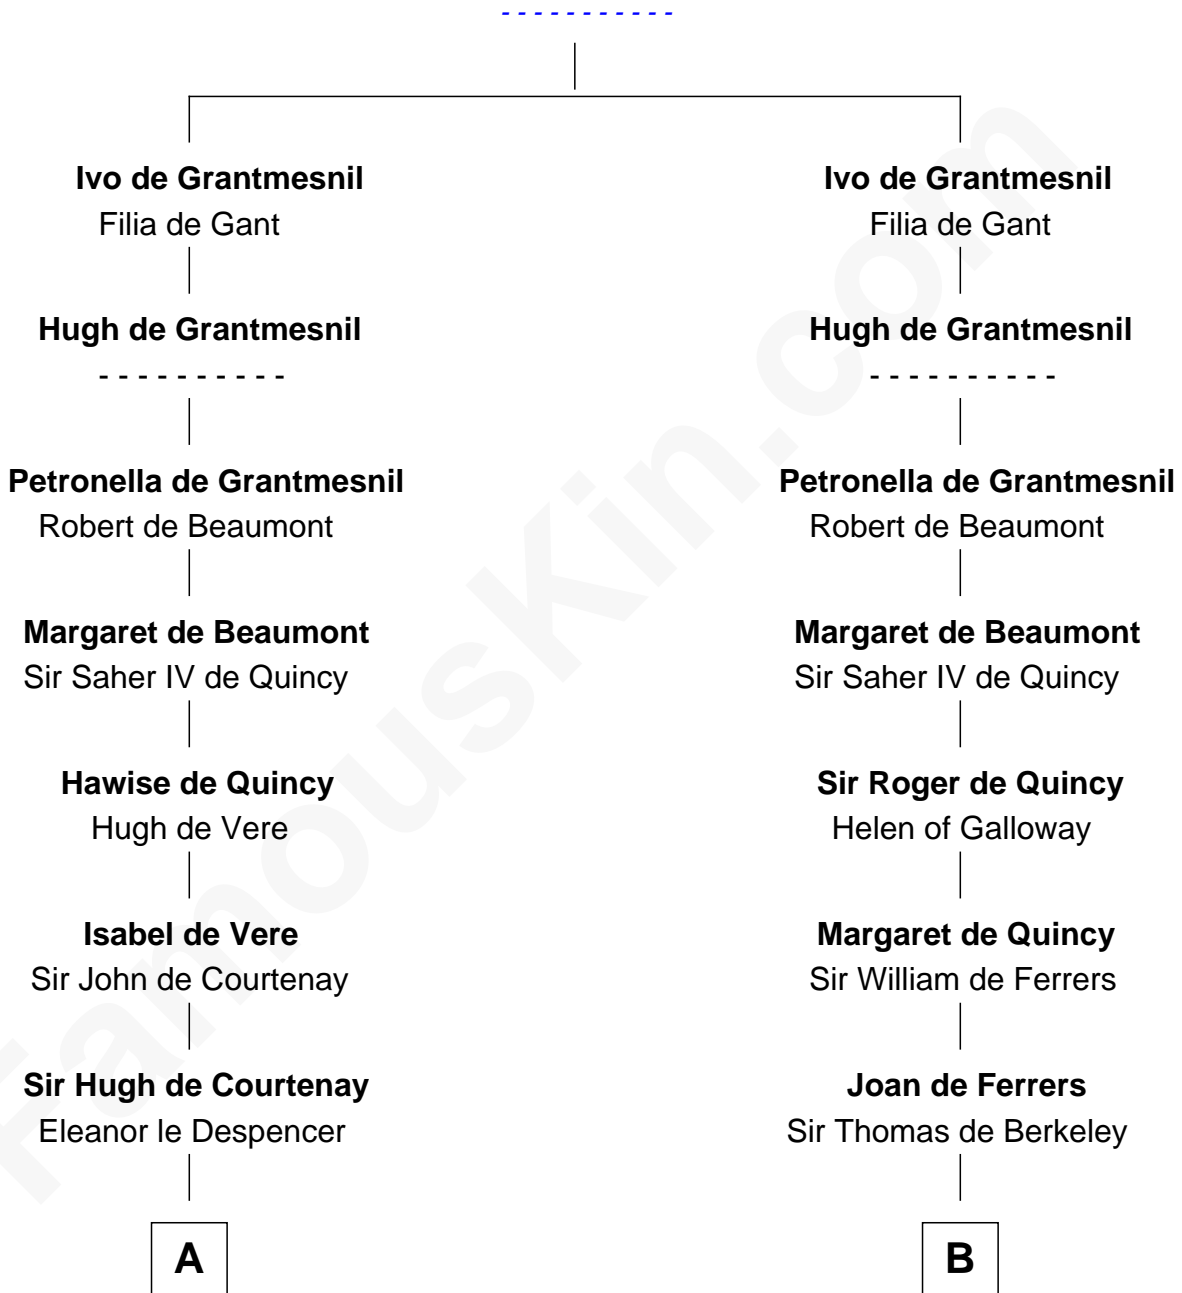 - - - - - - - - - - -
Ivo de Grantmesnil
Filia de Gant
Hugh de Grantmesnil
- - - - - - - - - -
Petronella de Grantmesnil
Robert de Beaumont
Margaret de Beaumont
Sir Saher IV de Quincy
Hawise de Quincy
Hugh de Vere
Isabel de Vere
Sir John de Courtenay
Sir Hugh de Courtenay
Eleanor le Despencer
A
Ivo de Grantmesnil
Filia de Gant
Hugh de Grantmesnil
- - - - - - - - - -
Petronella de Grantmesnil
Robert de Beaumont
Margaret de Beaumont
Sir Saher IV de Quincy
Sir Roger de Quincy
Helen of Galloway
Margaret de Quincy
Sir William de Ferrers
Joan de Ferrers
Sir Thomas de Berkeley
B
FamousKin.com